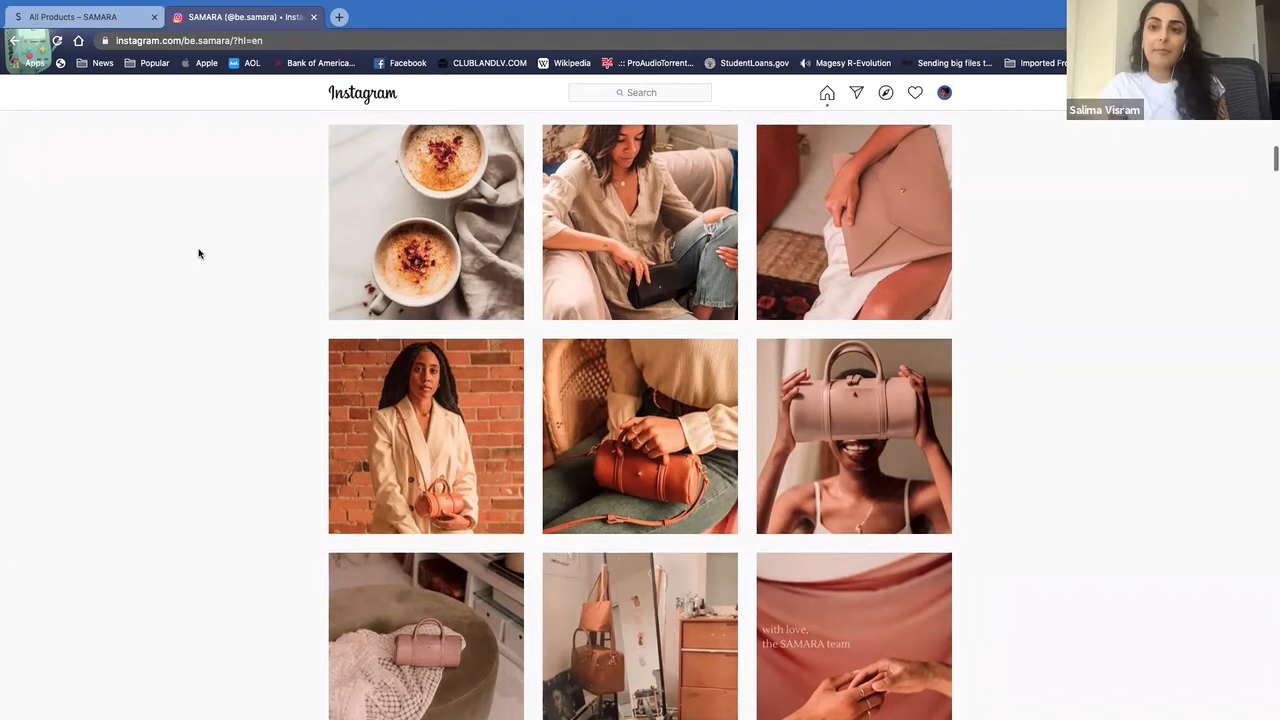 All Products – SAMARA
SAMARA (@be.samara) • Insta
instagram.com/be.samara/?hl=en
Apps
News
Popular
Apple
AOL
Bank of America...
Facebook
CLUBLANDLV.COM
Wikipedia
.:: ProAudioTorrent...
StudentLoans.gov
Magesy R-Evolution
Sending big files t...
Imported Fr
Instagram
Search
Salima Visram
with love,
the SAMARA team